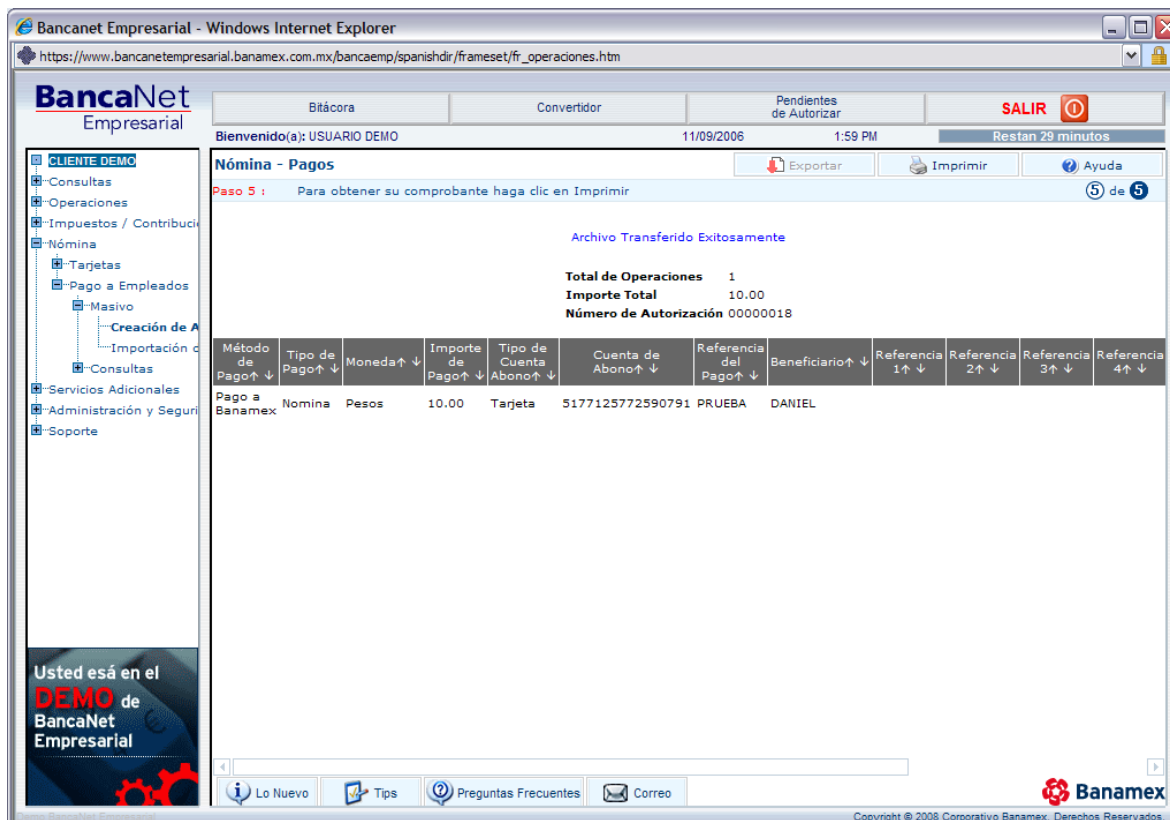 Bancanet Empresarial - Windows Internet Explorer
https://www.bancanetempresarial.banamex.com.mx/bancaemp/spanishdir/frameset/fr_operaciones.htm
BancaNet
Empresarial
Bitácora
Convertidor
Pendientes
de Autorizar
SALIR
Bienvenido(a): USUARIO DEMO 11/09/2006 1:59 PM Restan 29 minutos
CLIENTE DEMO
Consultas
Operaciones
Impuestos / Contribuci
Nómina
Tarjetas
Pago a Empleados
Masivo
Creación de A
Importación c
Consultas
Servicios Adicionales
Administración y Seguri
Soporte
Nómina - Pagos
Exportar
Imprimir
Ayuda
Paso 5 : Para obtener su comprobante haga clic en Imprimir
5 de 5
Archivo Transferido Exitosamente
Total de Operaciones 1
Importe Total 10.00
Número de Autorización 00000018
Método de Pago↑ ↓ Tipo de Pago↑ ↓ Moneda↑ ↓ Importe de Pago↑ ↓ Tipo de Cuenta Abono↑ ↓ Cuenta de Abono↑ ↓ Referencia del Pago↑ ↓ Beneficiario↑ ↓ Referencia 1↑ ↓ Referencia 2↑ ↓ Referencia 3↑ ↓ Referencia 4↑ ↓
Pago a Banamex Nomina Pesos 10.00 Tarjeta 5177125772590791 PRUEBA DANIEL
Usted esá en el
DEMO de
BancaNet
Empresarial
Lo Nuevo
Tips
Preguntas Frecuentes
Correo
Banamex
Demo BancaNet Empresarial
Copyright © 2008 Corporativo Banamex. Derechos Reservados.